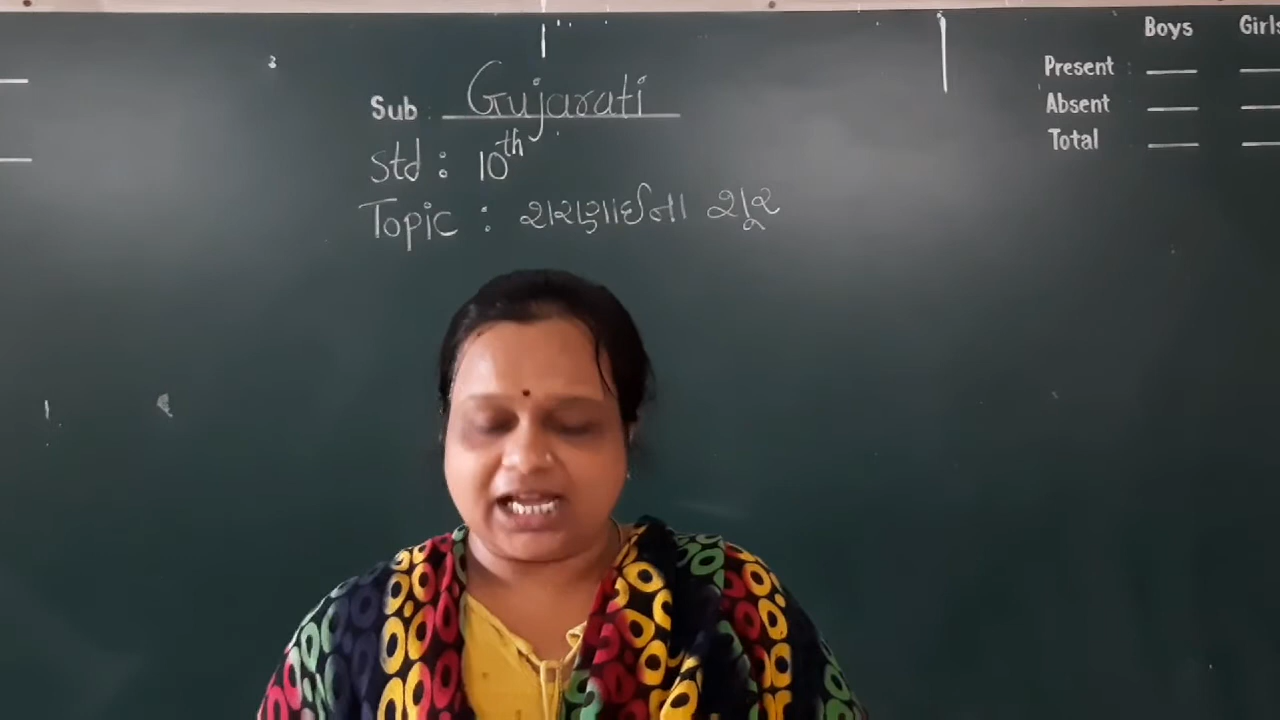 Boys Girls
Present :
Absent
Total
Sub : Gujarati
Std : 10th
Topic : શરણાઈના શૂર